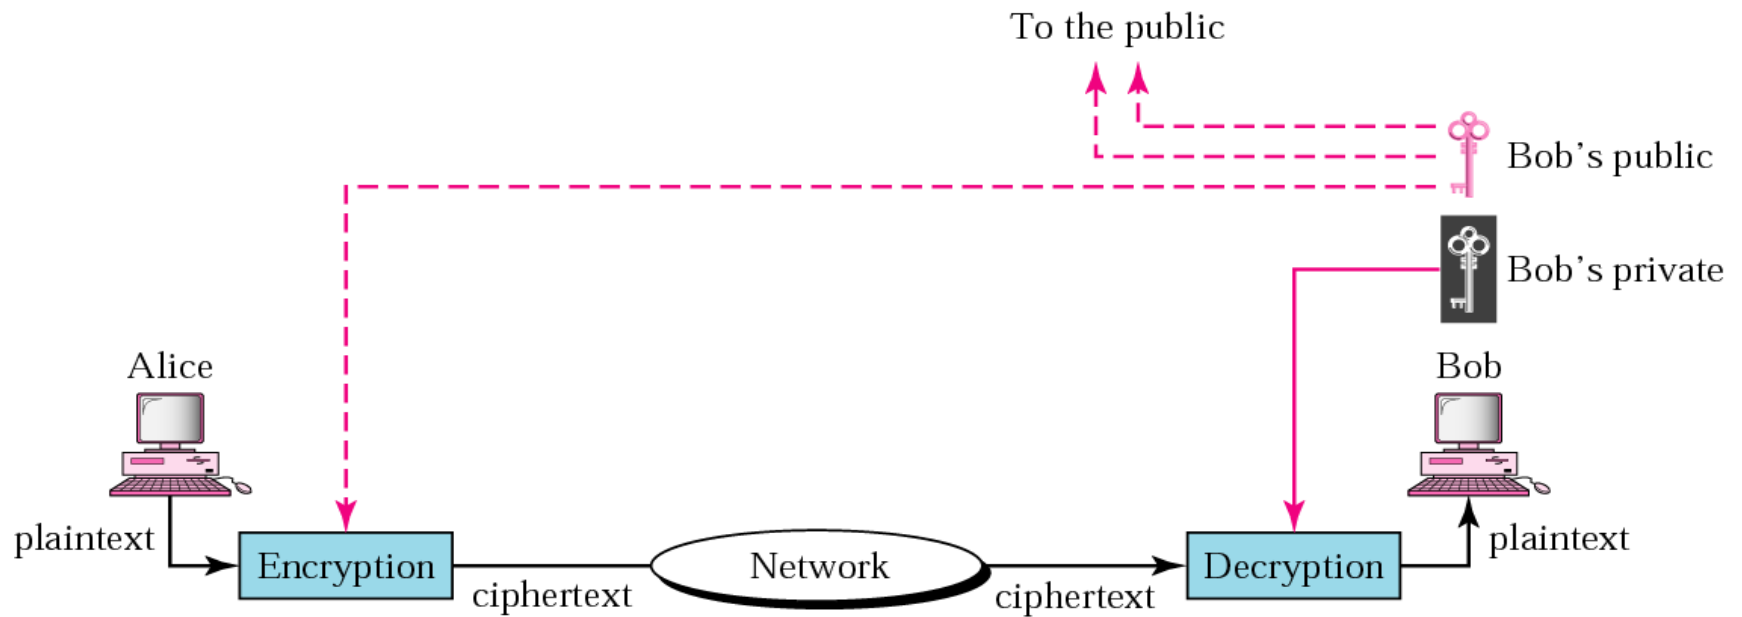 To the public
Bob's public
Bob's private
Alice
Bob
plaintext
plaintext
Encryption
Network
Decryption
ciphertext
ciphertext